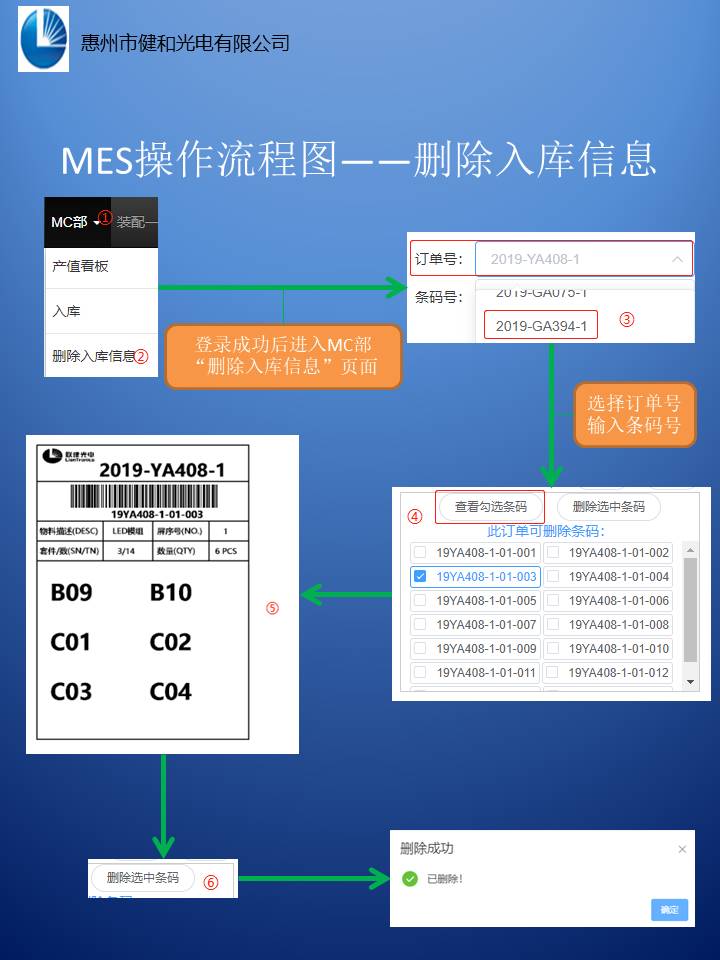 惠州市健和光电有限公司
MES操作流程图——删除入库信息
MC部 ① 装配一
产值看板
入库
删除入库信息②
登录成功后进入MC部
“删除入库信息”页面
订单号： 2019-YA408-1
条码号： 2019-GA075-1
2019-GA394-1 ③
选择订单号
输入条码号
④ 查看勾选条码 删除选中条码
此订单可删除条码：
19YA408-1-01-001 19YA408-1-01-002
19YA408-1-01-003 19YA408-1-01-004
19YA408-1-01-005 19YA408-1-01-006
19YA408-1-01-007 19YA408-1-01-008
19YA408-1-01-009 19YA408-1-01-010
19YA408-1-01-011 19YA408-1-01-012
联建光电
LianTronics
2019-YA408-1
19YA408-1-01-003
物料描述(DESC) LED模组 屏序号(NO.) 1
套件/数(SN/TN) 3/14 数量(QTY) 6 PCS
B09 B10
C01 C02
C03 C04
⑤
删除选中条码 ⑥
删除成功 ×
已删除!
确定